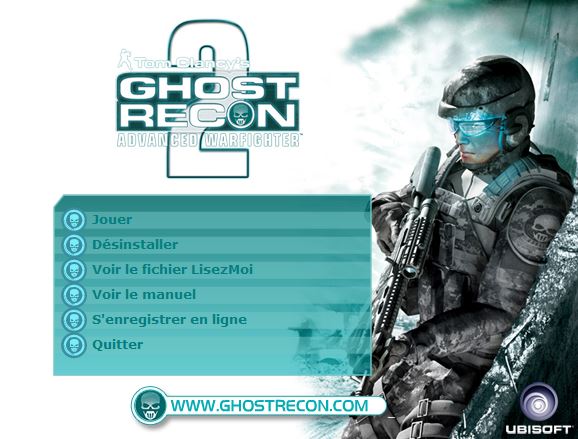 Tom Clancy's
GHOST
RECON
ADVANCED WARFIGHTER™
2
Jouer
Désinstaller
Voir le fichier LisezMoi
Voir le manuel
S'enregistrer en ligne
Quitter
WWW.GHOSTRECON.COM
UBISOFT